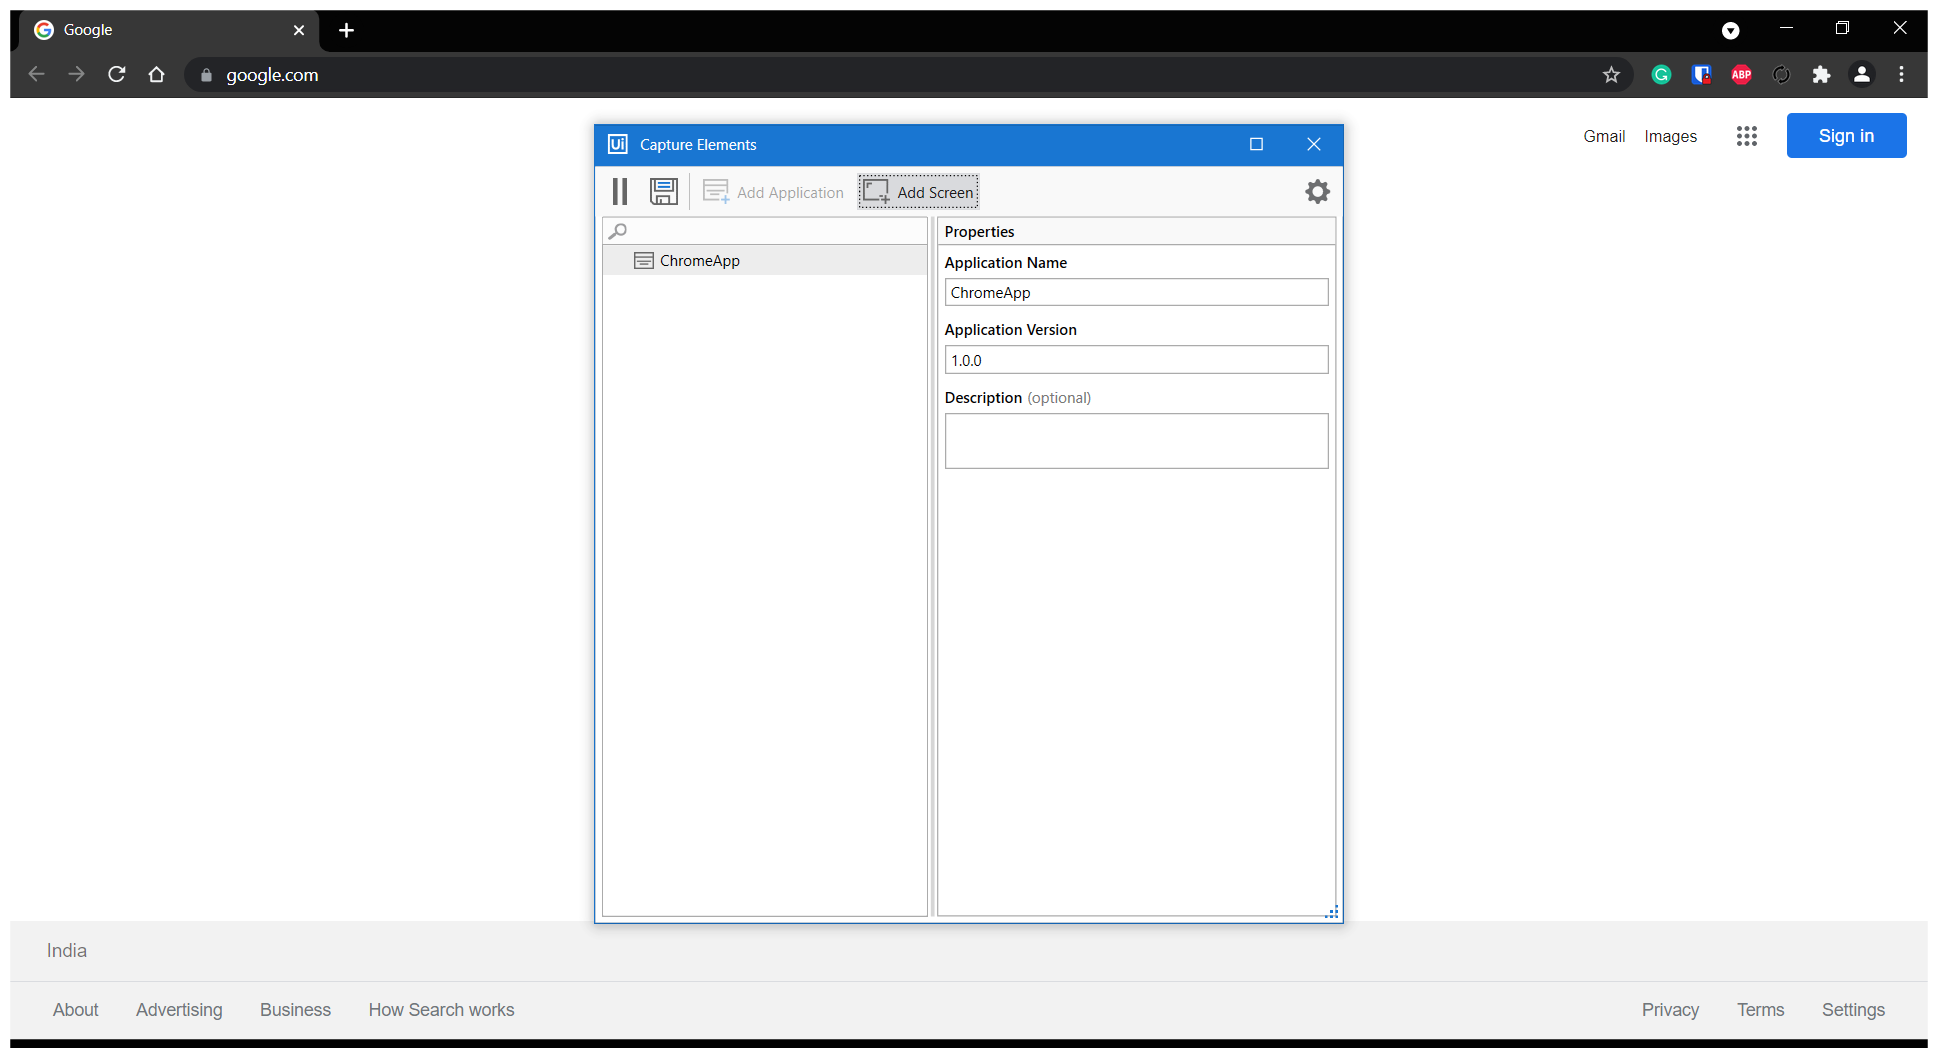 Google
google.com
ABP
Gmail Images Sign in
Ui Capture Elements
Add Application Add Screen
Properties
ChromeApp
Application Name
ChromeApp
Application Version
1.0.0
Description (optional)
India
About Advertising Business How Search works Privacy Terms Settings